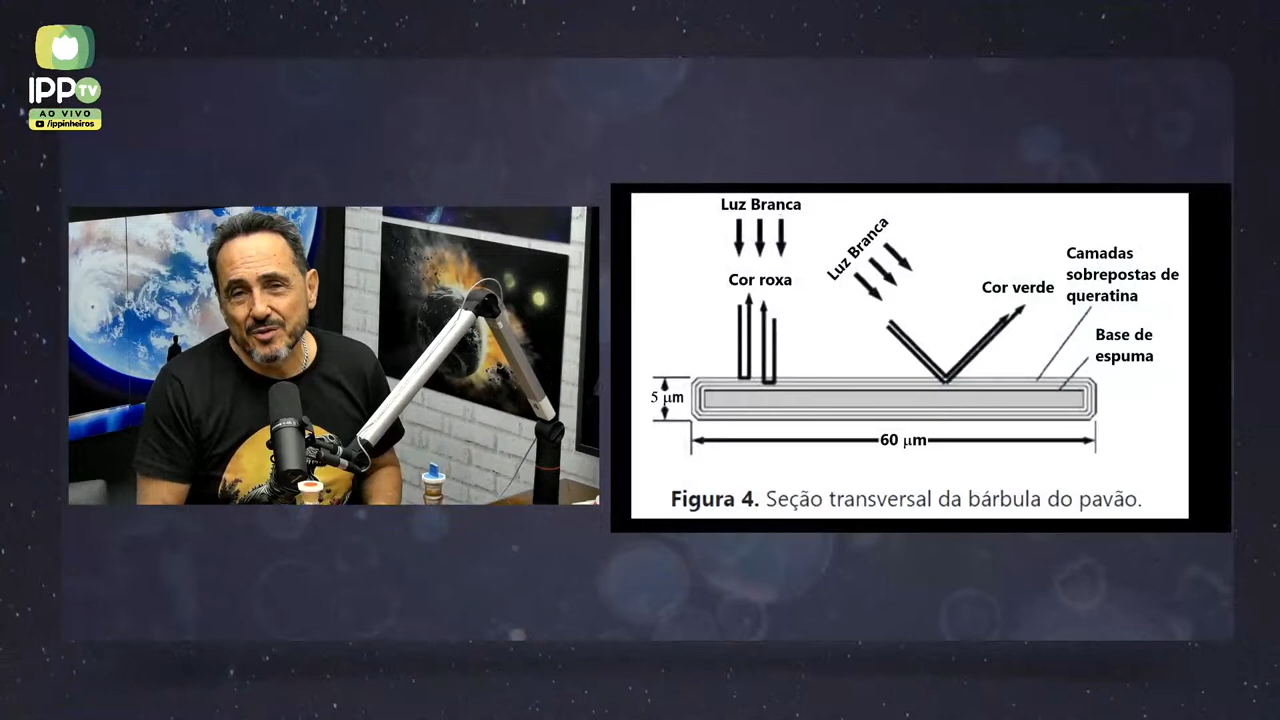 IPP TV
AO VIVO
/ippinheiros
Luz Branca
Cor roxa
Luz Branca
Cor verde
Camadas
sobrepostas de
queratina
Base de
espuma
5 μm
60 μm
Figura 4. Seção transversal da bárbula do pavão.